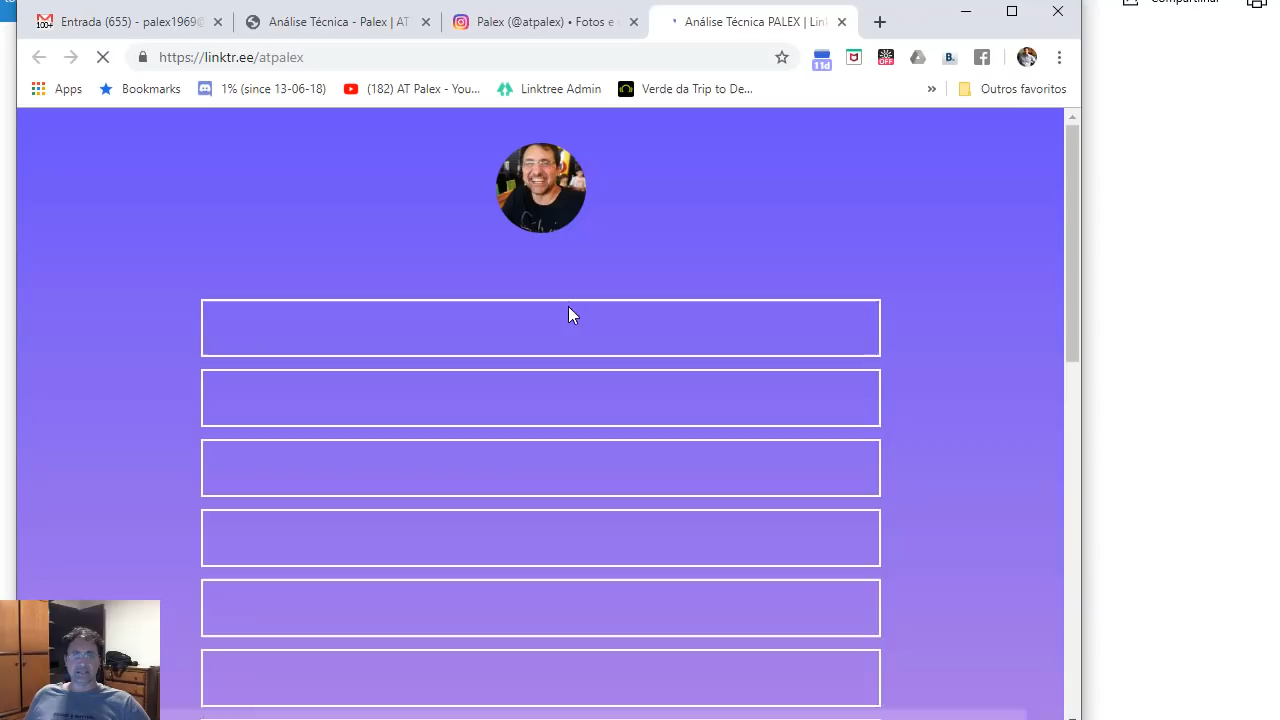 Compartilhar
Entrada (655) - palex1969@
Análise Técnica - Palex | AT
Palex (@atpalex) • Fotos e
Análise Técnica PALEX | Link
https://linktr.ee/atpalex
11d
OFF
B.
Apps
Bookmarks
1% (since 13-06-18)
(182) AT Palex - You...
Linktree Admin
Verde da Trip to De...
»
Outros favoritos